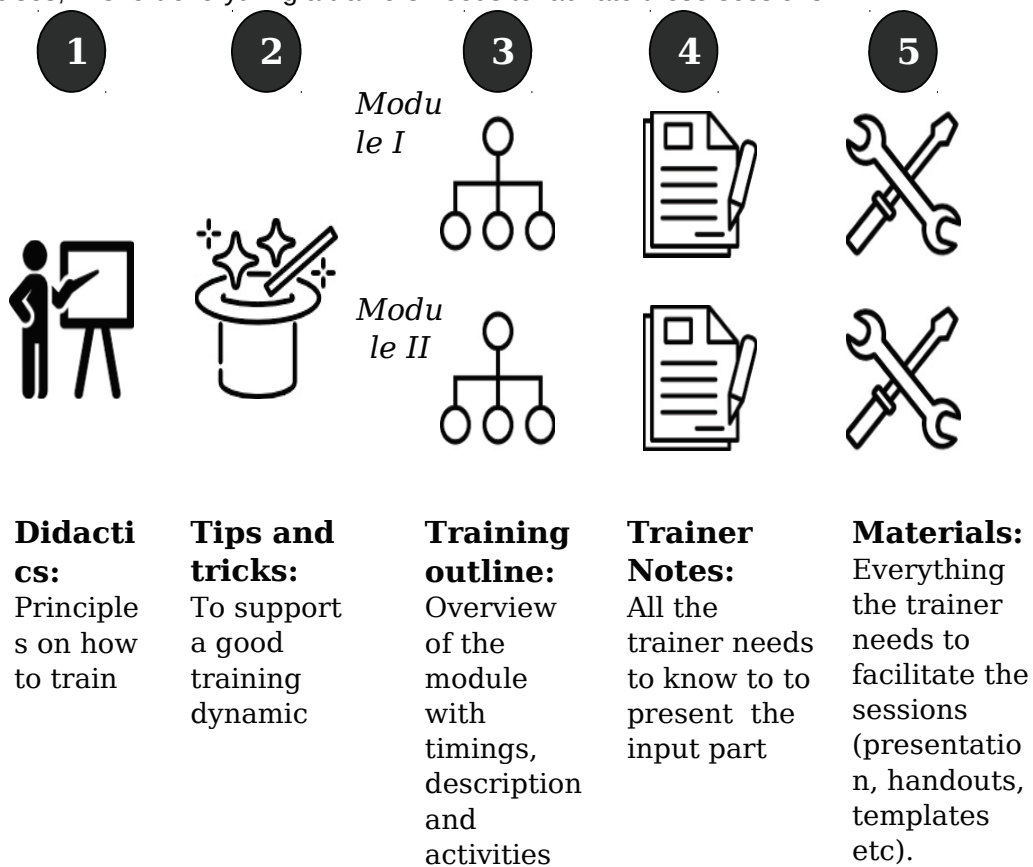 1
2
3
4
5
Modu
le I
Modu
le II
Didacti
cs:
Principle
s on how
to train
Tips and
tricks:
To support
a good
training
dynamic
Training
outline:
Overview
of the
module
with
timings,
description
and
activities
Trainer
Notes:
All the
trainer needs
to know to to
present  the
input part
Materials:
Everything
the trainer
needs to
facilitate the
sessions
(presentatio
n, handouts,
templates
etc).